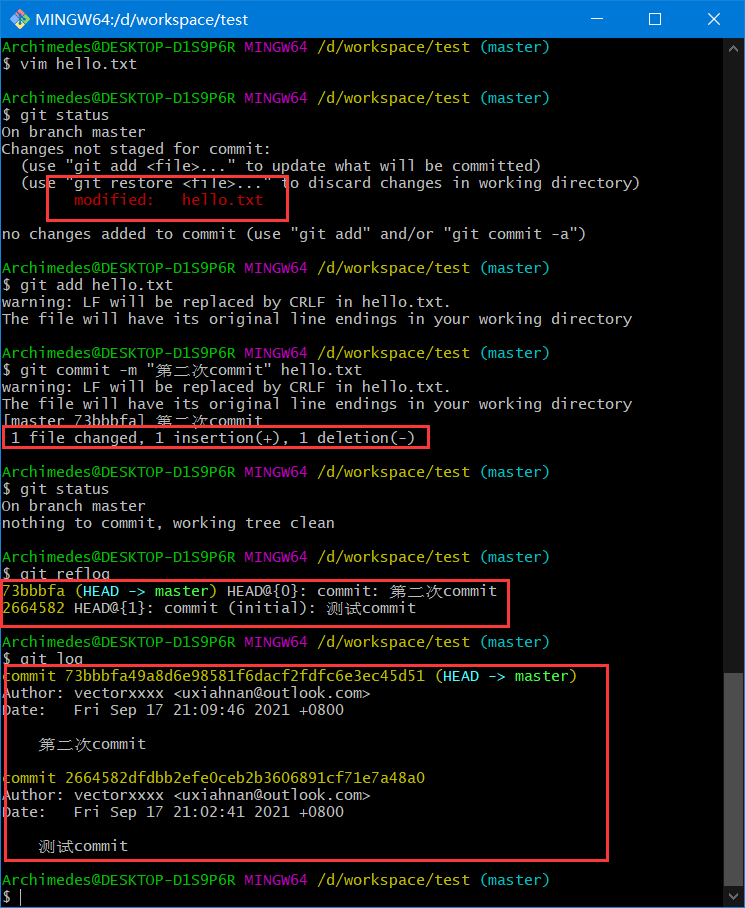 MINGW64:/d/workspace/test
Archimedes@DESKTOP-D1S9P6R MINGW64 /d/workspace/test (master)
$ vim hello.txt
Archimedes@DESKTOP-D1S9P6R MINGW64 /d/workspace/test (master)
$ git status
On branch master
Changes not staged for commit:
  (use "git add <file>..." to update what will be committed)
  (use "git restore <file>..." to discard changes in working directory)
        modified:   hello.txt
no changes added to commit (use "git add" and/or "git commit -a")
Archimedes@DESKTOP-D1S9P6R MINGW64 /d/workspace/test (master)
$ git add hello.txt
warning: LF will be replaced by CRLF in hello.txt.
The file will have its original line endings in your working directory
Archimedes@DESKTOP-D1S9P6R MINGW64 /d/workspace/test (master)
$ git commit -m "第二次commit" hello.txt
warning: LF will be replaced by CRLF in hello.txt.
The file will have its original line endings in your working directory
[master 73bbbfa] 第二次commit
 1 file changed, 1 insertion(+), 1 deletion(-)
Archimedes@DESKTOP-D1S9P6R MINGW64 /d/workspace/test (master)
$ git status
On branch master
nothing to commit, working tree clean
Archimedes@DESKTOP-D1S9P6R MINGW64 /d/workspace/test (master)
$ git reflog
73bbbfa (HEAD -> master) HEAD@{0}: commit: 第二次commit
2664582 HEAD@{1}: commit (initial): 测试commit
Archimedes@DESKTOP-D1S9P6R MINGW64 /d/workspace/test (master)
$ git log
commit 73bbbfa49a8d6e98581f6dacf2fdfc6e3ec45d51 (HEAD -> master)
Author: vectorxxxx <uxiahnan@outlook.com>
Date:   Fri Sep 17 21:09:46 2021 +0800
    第二次commit
commit 2664582dfdbb2efe0ceb2b3606891cf71e7a48a0
Author: vectorxxxx <uxiahnan@outlook.com>
Date:   Fri Sep 17 21:02:41 2021 +0800
    测试commit
Archimedes@DESKTOP-D1S9P6R MINGW64 /d/workspace/test (master)
$